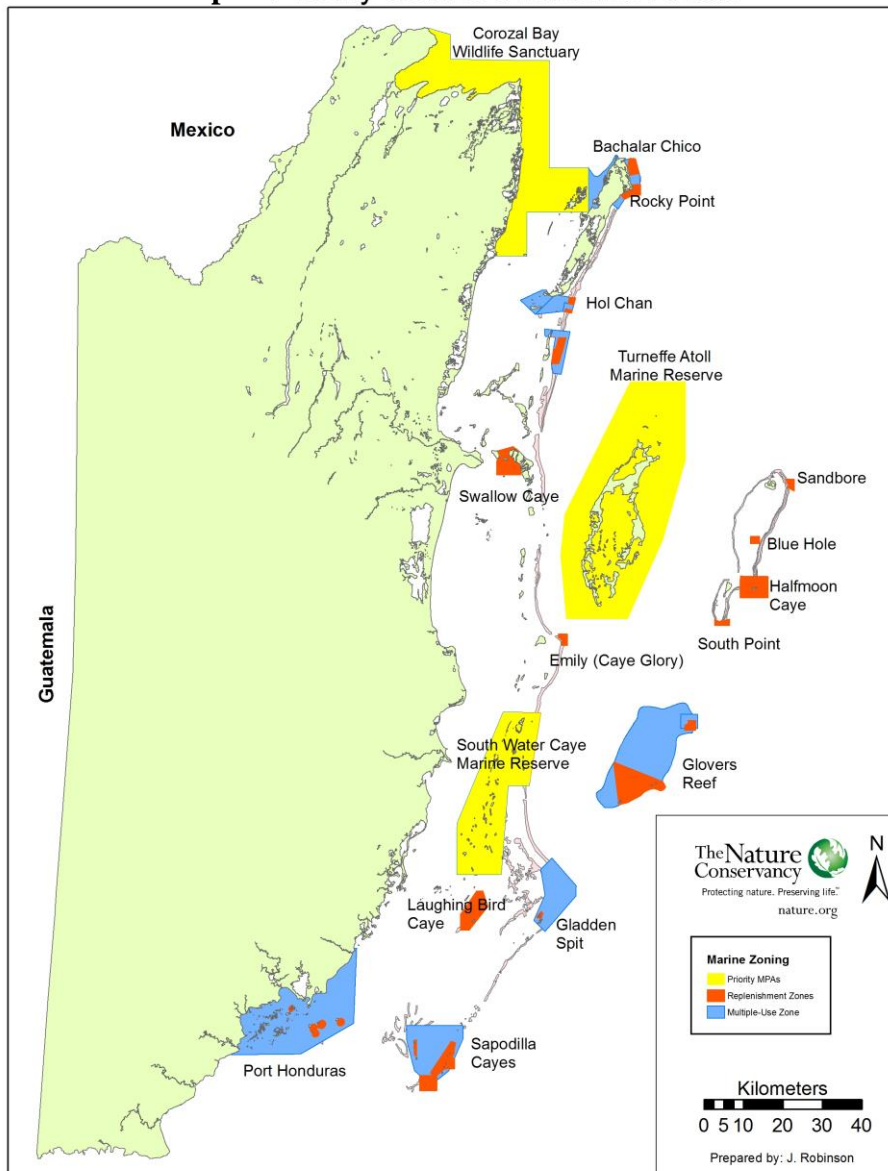 Corozal Bay
Wildlife Sanctuary
Mexico
Bachalar Chico
Rocky Point
Hol Chan
Turneffe Atoll
Marine Reserve
Swallow Caye
Sandbore
Blue Hole
Halfmoon
Caye
South Point
Emily (Caye Glory)
Guatemala
South Water Caye
Marine Reserve
Glovers
Reef
Laughing Bird
Caye
Gladden
Spit
Port Honduras
Sapodilla
Cayes
The Nature
Conservancy
Protecting nature. Preserving life.™
nature.org
N
Marine Zoning
Priority MPAs
Replenishment Zones
Multiple-Use Zone
Kilometers
0 5 10 20 30 40
Prepared by: J. Robinson